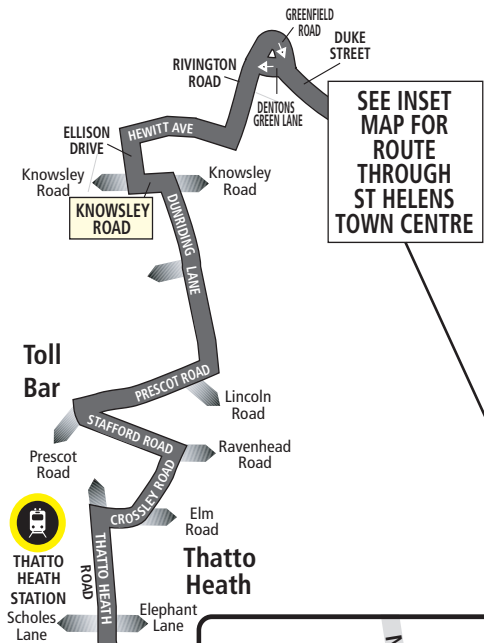 GREENFIELD
ROAD
DUKE
STREET
RIVINGTON
ROAD
DENTONS
GREEN LANE
SEE INSET
MAP FOR
ROUTE
THROUGH
ST HELENS
TOWN CENTRE
ELLISON
DRIVE
HEWITT AVE
Knowsley
Road
Knowsley
Road
KNOWSLEY
ROAD
DUNRIDING
LANE
Toll
Bar
PRESCOT ROAD
Lincoln
Road
STAFFORD ROAD
Prescot
Road
Ravenhead
Road
CROSSLEY ROAD
Elm
Road
THATTO
HEATH
STATION
THATTO HEATH
ROAD
Thatto
Heath
Scholes
Lane
Elephant
Lane